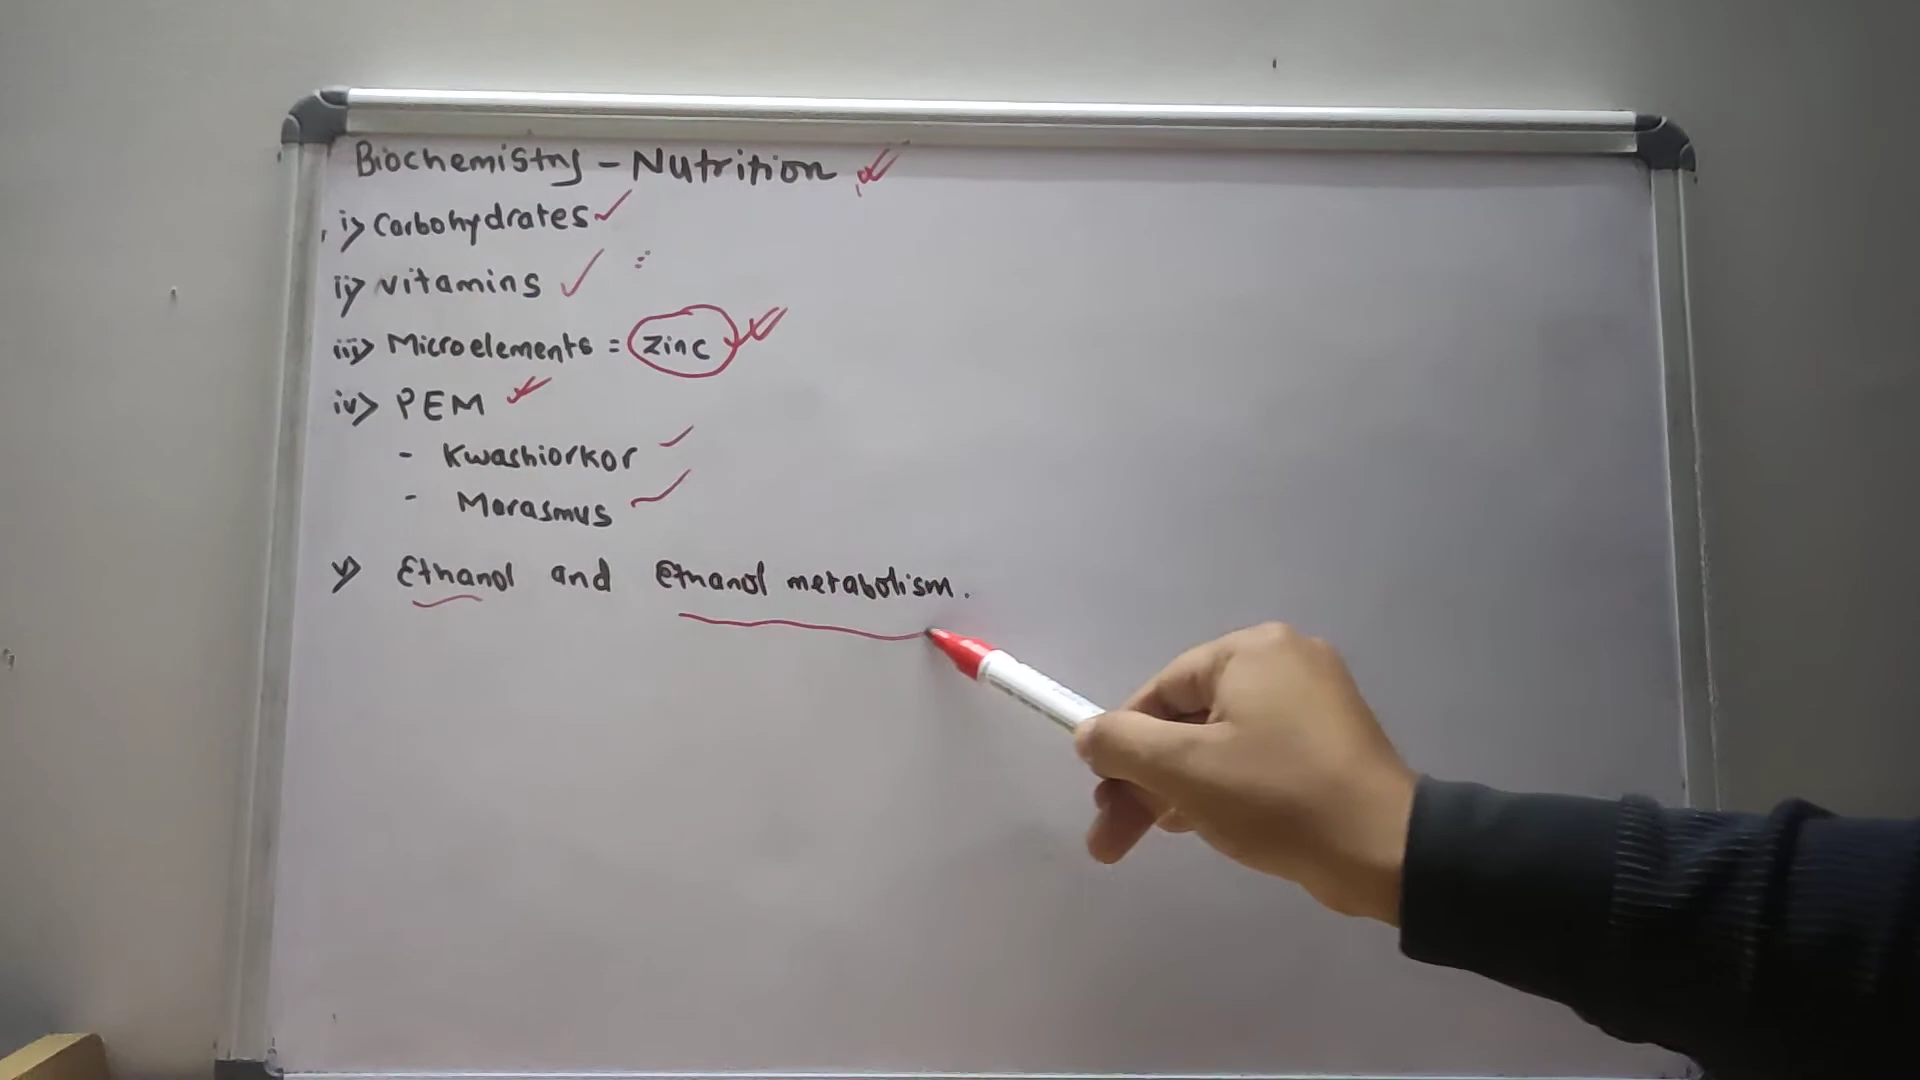 Biochemistry - Nutrition
i> Carbohydrates
ii> vitamins
iii> Microelements = Zinc
iv> PEM
- Kwashiorkor
- Marasmus
v> Ethanol and Ethanol metabolism.